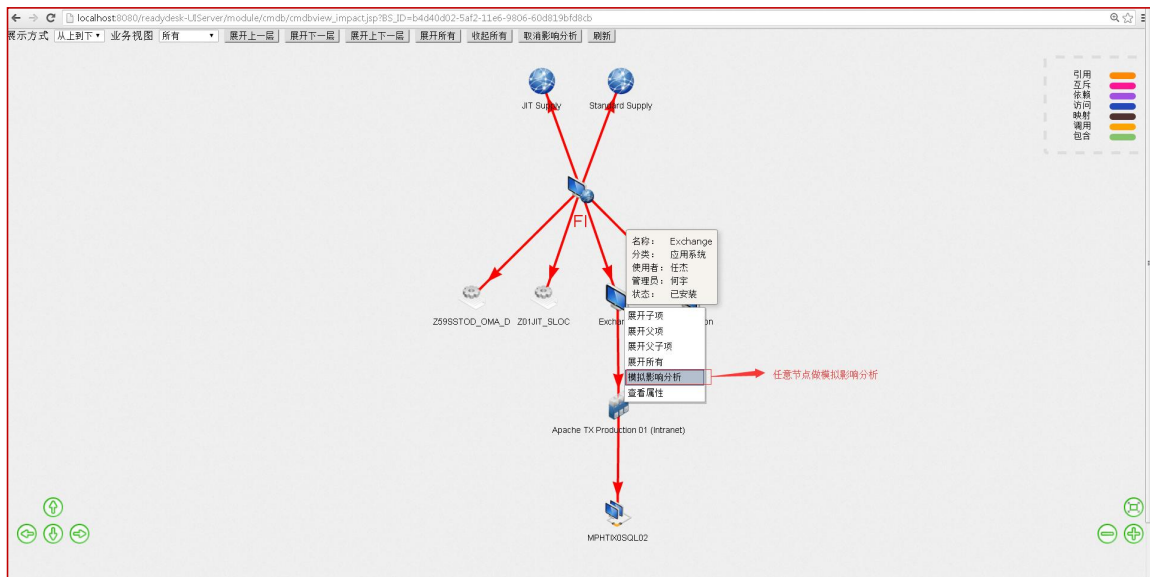 localhost:8080/readydesk-UIServer/module/cmdb/cmdbview_impact.jsp?BS_ID=b4d40d02-5af2-11e6-9806-60d819bfd8cb
展示方式 从上到下 业务视图 所有 展开上一层 展开下一层 展开上下一层 展开所有 收起所有 取消影响分析 刷新
引用
互斥
依赖
访问
映射
调用
包含
JIT Supply Standard Supply
FI
名称: Exchange
分类: 应用系统
使用者: 任杰
管理员: 何宇
状态: 已安装
Z59SSTOD_OMA_D Z01JIT_SLOC
展开子项
展开父项
展开父子项
展开所有
模拟影响分析 任意节点做模拟影响分析
查看属性
Apache TX Production 01 (Intranet)
MPHTIX0SQL02